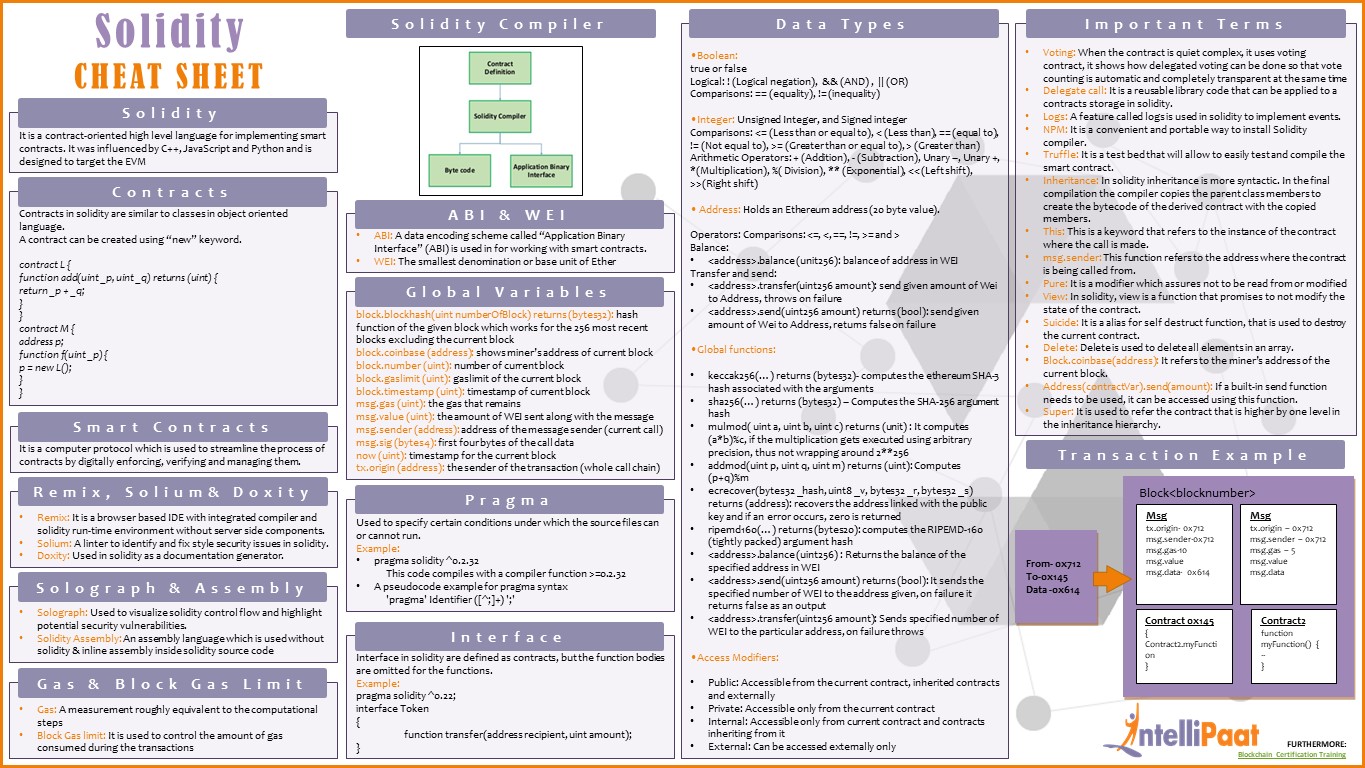 Solidity
CHEAT SHEET
Solidity
It is a contract-oriented high level language for implementing smart
contracts. It was influenced by C++, JavaScript and Python and is
designed to target the EVM
Contracts
Contracts in solidity are similar to classes in object oriented
language.
A contract can be created using “new” keyword.
contract L {
function add(uint _p, uint _q) returns (uint) {
return _p + _q;
}
}
contract M {
address p;
function f(uint _p) {
p = new L();
}
}
Smart Contracts
It is a computer protocol which is used to streamline the process of
contracts by digitally enforcing, verifying and managing them.
Remix, Solium& Doxity
• Remix: It is a browser based IDE with integrated compiler and
solidity run-time environment without server side components.
• Solium: A linter to identify and fix style security issues in solidity.
• Doxity: Used in solidity as a documentation generator.
Solograph & Assembly
• Solograph: Used to visualize solidity control flow and highlight
potential security vulnerabilities.
• Solidity Assembly: An assembly language which is used without
solidity & inline assembly inside solidity source code
Gas & Block Gas Limit
• Gas: A measurement roughly equivalent to the computational
steps
• Block Gas limit: It is used to control the amount of gas
consumed during the transactions
Solidity Compiler
Contract
Definition
Solidity Compiler
Byte code
Application Binary
Interface
ABI & WEI
• ABI: A data encoding scheme called “Application Binary
Interface” (ABI) is used in for working with smart contracts.
• WEI: The smallest denomination or base unit of Ether
Global Variables
block.blockhash(uint numberOfBlock) returns (bytes32): hash
function of the given block which works for the 256 most recent
blocks excluding the current block
block.coinbase (address): shows miner's address of current block
block.number (uint): number of current block
block.gaslimit (uint): gaslimit of the current block
block.timestamp (uint): timestamp of current block
msg.gas (uint): the gas that remains
msg.value (uint): the amount of WEI sent along with the message
msg.sender (address): address of the message sender (current call)
msg.sig (bytes4): first four bytes of the call data
now (uint): timestamp for the current block
tx.origin (address): the sender of the transaction (whole call chain)
Pragma
Used to specify certain conditions under which the source files can
or cannot run.
Example:
• pragma solidity ^0.2.32
This code compiles with a compiler function >=0.2.32
• A pseudocode example for pragma syntax
'pragma' Identifier ([^;]+) ';'
Interface
Interface in solidity are defined as contracts, but the function bodies
are omitted for the functions.
Example:
pragma solidity ^0.22;
interface Token
{
function transfer(address recipient, uint amount);
}
Data Types
•Boolean:
true or false
Logical: ! (Logical negation), && (AND) , || (OR)
Comparisons: == (equality), != (inequality)
•Integer: Unsigned Integer, and Signed integer
Comparisons: <= (Less than or equal to), < (Less than), == (equal to),
!= (Not equal to), >= (Greater than or equal to), > (Greater than)
Arithmetic Operators: + (Addition), - (Subtraction), Unary –, Unary +,
*(Multiplication), %( Division), ** (Exponential), << (Left shift),
>>(Right shift)
• Address: Holds an Ethereum address (20 byte value).
Operators: Comparisons: <=, <, ==, !=, >= and >
Balance:
• <address>.balance (unit256): balance of address in WEI
Transfer and send:
• <address>.transfer(uint256 amount): send given amount of Wei
to Address, throws on failure
• <address>.send(uint256 amount) returns (bool): send given
amount of Wei to Address, returns false on failure
•Global functions:
• keccak256(…) returns (bytes32)- computes the ethereum SHA-3
hash associated with the arguments
• sha256(…) returns (bytes32) – Computes the SHA-256 argument
hash
• mulmod( uint a, uint b, uint c) returns (unit) : It computes
(a*b)%c, if the multiplication gets executed using arbitrary
precision, thus not wrapping around 2**256
• addmod(uint p, uint q, uint m) returns (uint): Computes
(p+q)%m
• ecrecover(bytes32 _hash, uint8 _v, bytes32 _r, bytes32 _s)
returns (address): recovers the address linked with the public
key and if an error occurs, zero is returned
• ripemd160(…) returns (bytes20): computes the RIPEMD-160
(tightly packed) argument hash
• <address>.balance (uint256) : Returns the balance of the
specified address in WEI
• <address>.send(uint256 amount) returns (bool): It sends the
specified number of WEI to the address given, on failure it
returns false as an output
• <address>.transfer(uint256 amount): Sends specified number of
WEI to the particular address, on failure throws
•Access Modifiers:
• Public: Accessible from the current contract, inherited contracts
and externally
• Private: Accessible only from the current contract
• Internal: Accessible only from current contract and contracts
inheriting from it
• External: Can be accessed externally only
Important Terms
• Voting: When the contract is quiet complex, it uses voting
contract, it shows how delegated voting can be done so that vote
counting is automatic and completely transparent at the same time
• Delegate call: It is a reusable library code that can be applied to a
contracts storage in solidity.
• Logs: A feature called logs is used in solidity to implement events.
• NPM: It is a convenient and portable way to install Solidity
compiler.
• Truffle: It is a test bed that will allow to easily test and compile the
smart contract.
• Inheritance: In solidity inheritance is more syntactic. In the final
compilation the compiler copies the parent class members to
create the bytecode of the derived contract with the copied
members.
• This: This is a keyword that refers to the instance of the contract
where the call is made.
• msg.sender: This function refers to the address where the contract
is being called from.
• Pure: It is a modifier which assures not to be read from or modified
• View: In solidity, view is a function that promises to not modify the
state of the contract.
• Suicide: It is a alias for self destruct function, that is used to destroy
the current contract.
• Delete: Delete is used to delete all elements in an array.
• Block.coinbase(address): It refers to the miner’s address of the
current block.
• Address(contractVar).send(amount): If a built-in send function
needs to be used, it can be accessed using this function.
• Super: It is used to refer the contract that is higher by one level in
the inheritance hierarchy.
Transaction Example
From- 0x712
To-0x145
Data -0x614
Block<blocknumber>
Msg
tx.origin- 0x712
msg.sender-0x712
msg.gas-10
msg.value
msg.data- 0x614
Msg
tx.origin – 0x712
msg.sender – 0x712
msg.gas – 5
msg.value
msg.data
Contract 0x145
{
Contract2.myFuncti
on
}
Contract2
function
myFunction() {
--
}
IntelliPaat
FURTHERMORE:
Blockchain Certification Training